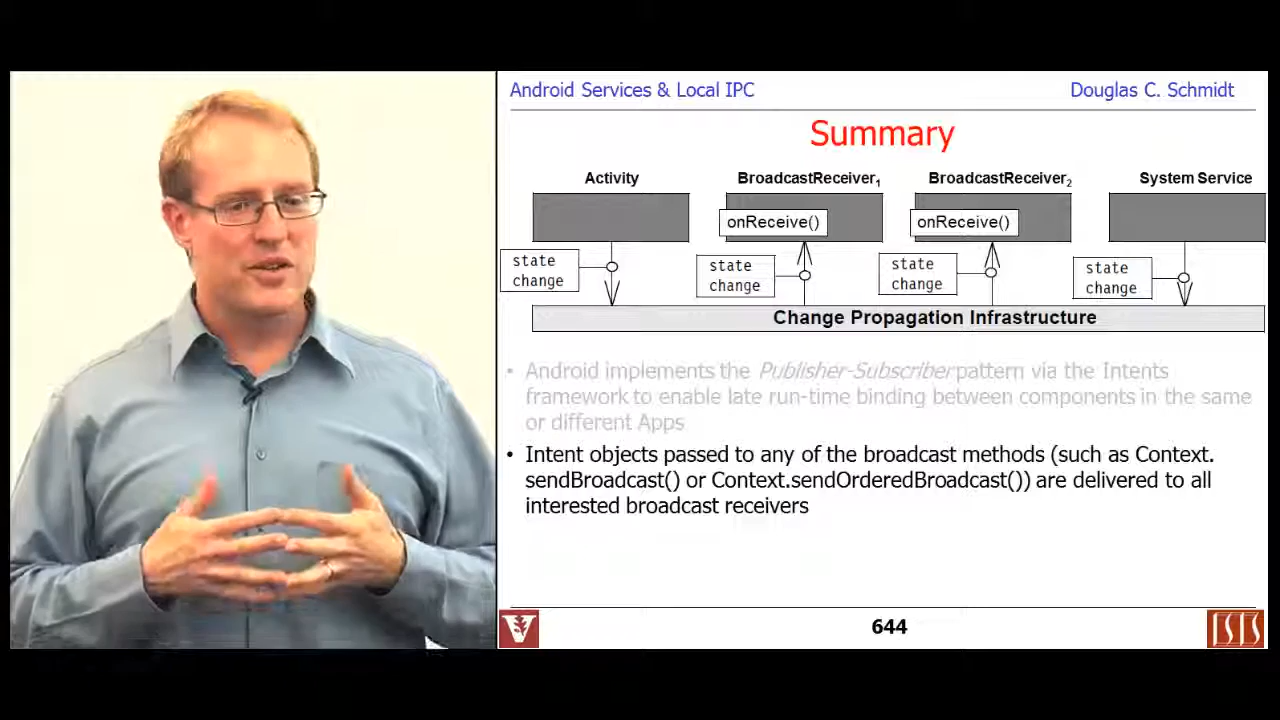 Android Services & Local IPC
Douglas C. Schmidt
Summary
Activity
BroadcastReceiver1
BroadcastReceiver2
System Service
onReceive()
onReceive()
state
change
state
change
state
change
state
change
Change Propagation Infrastructure
• Android implements the Publisher-Subscriber pattern via the Intents
framework to enable late run-time binding between components in the same
or different Apps
• Intent objects passed to any of the broadcast methods (such as Context.
sendBroadcast() or Context.sendOrderedBroadcast()) are delivered to all
interested broadcast receivers
V
644
ISIS